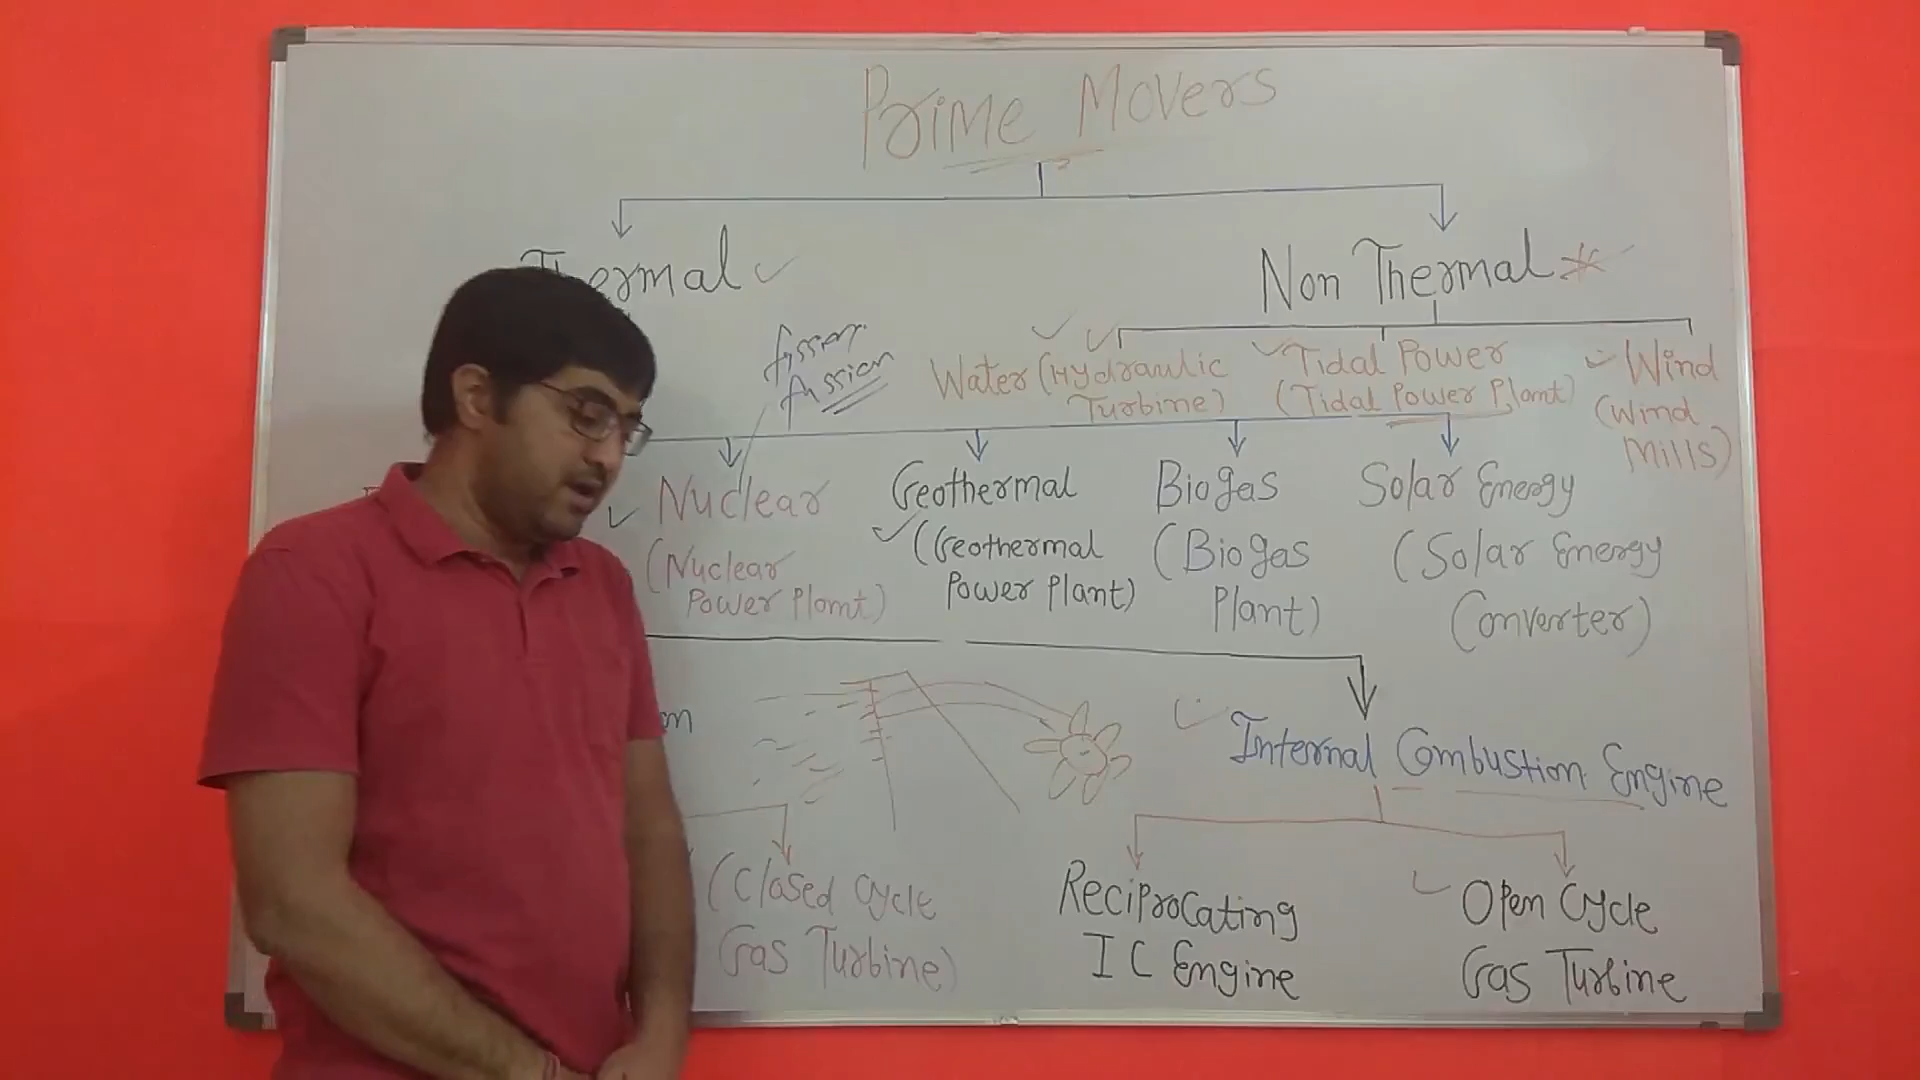 Prime Movers
Thermal
Non Thermal
fission
fussion
Water (Hydraulic
Turbine)
Tidal Power
(Tidal Power Plant)
Wind
(Wind
Mills)
Nuclear
(Nuclear
Power Plant)
Geothermal
(Geothermal
Power Plant)
Biogas
(Biogas
Plant)
Solar Energy
(Solar Energy
Converter)
Internal Combustion Engine
(Closed Cycle
Gas Turbine)
Reciprocating
IC Engine
Open Cycle
Gas Turbine